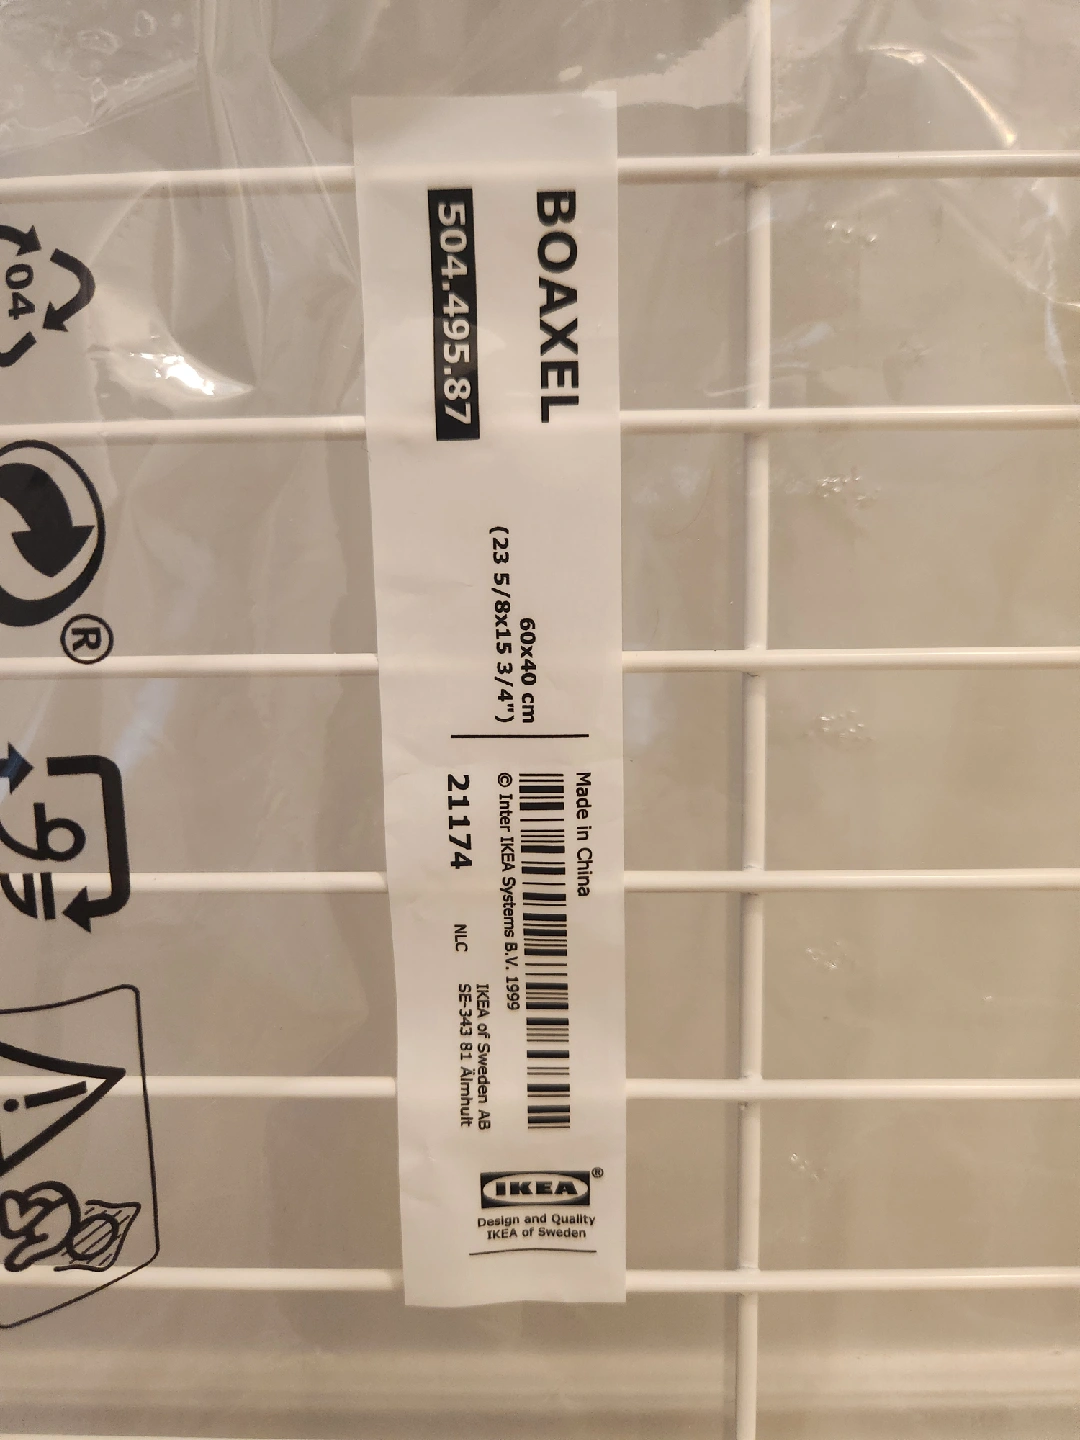 BOAXEL
504.495.87
60x40 cm
(23 5/8x15 3/4")
Made in China
© Inter IKEA Systems B.V. 1999
21174
NLC
IKEA of Sweden AB
SE-343 81 Älmhult
IKEA®
Design and Quality
IKEA of Sweden
04
®